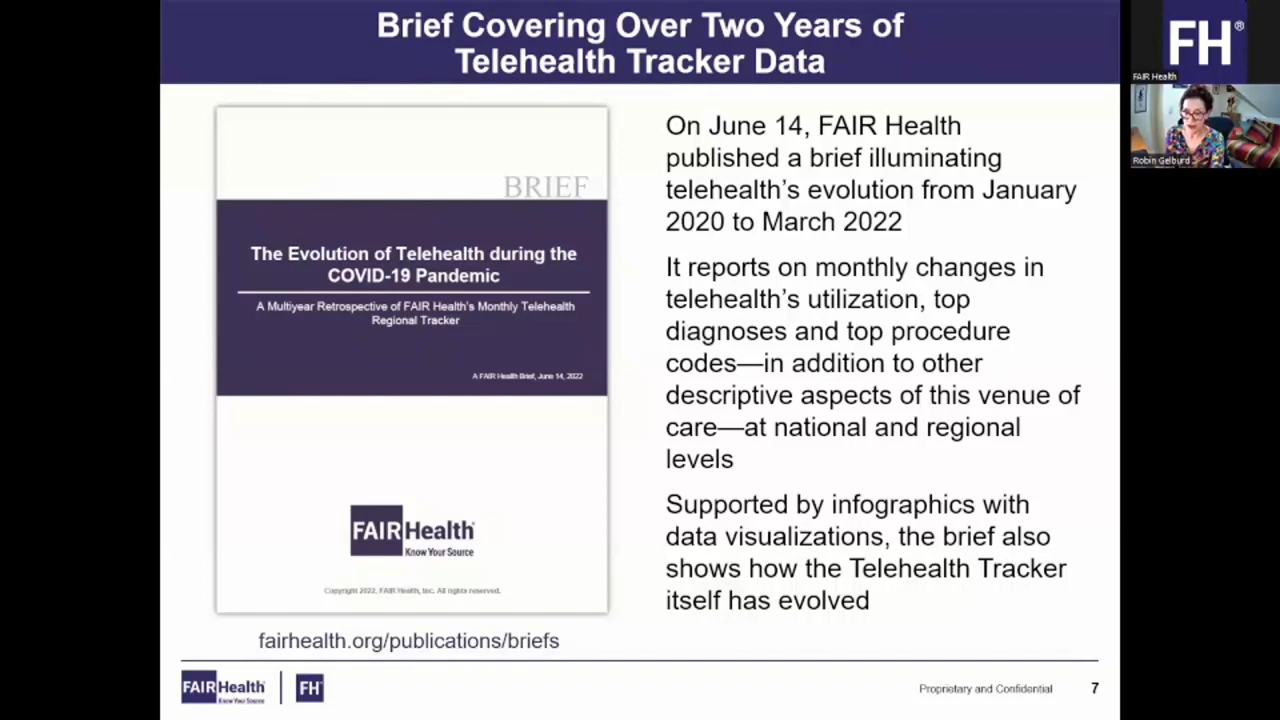 Brief Covering Over Two Years of
Telehealth Tracker Data
BRIEF
The Evolution of Telehealth during the
COVID-19 Pandemic
A Multiyear Retrospective of FAIR Health's Monthly Telehealth
Regional Tracker
A FAIR Health Brief, June 14, 2022
FAIR Health
Know Your Source
Copyright 2022, FAIR Health, Inc. All rights reserved.
fairhealth.org/publications/briefs
On June 14, FAIR Health
published a brief illuminating
telehealth's evolution from January
2020 to March 2022
It reports on monthly changes in
telehealth's utilization, top
diagnoses and top procedure
codes—in addition to other
descriptive aspects of this venue of
care—at national and regional
levels
Supported by infographics with
data visualizations, the brief also
shows how the Telehealth Tracker
itself has evolved
FAIR Health
Know Your Source
FH
Proprietary and Confidential
7
FH®
FAIR Health
Robin Gelburd